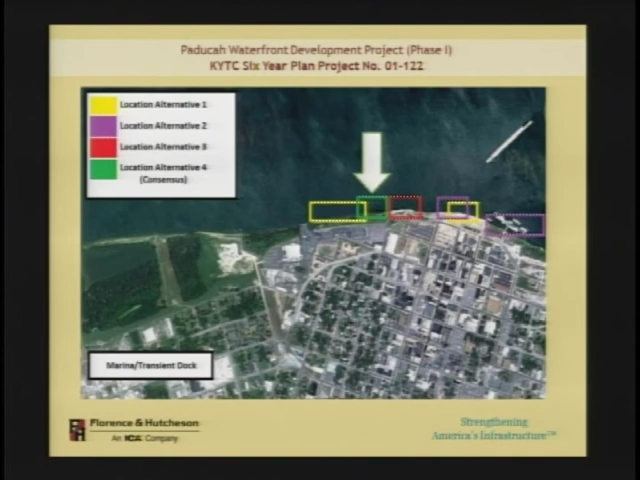 Paducah Waterfront Development Project (Phase I)
KYTC Six Year Plan Project No. 01-122
Location Alternative 1
Location Alternative 2
Location Alternative 3
Location Alternative 4
(Consensus)
Marina/Transient Dock
Florence & Hutcheson
An ICA Company
Strengthening
America's Infrastructure™